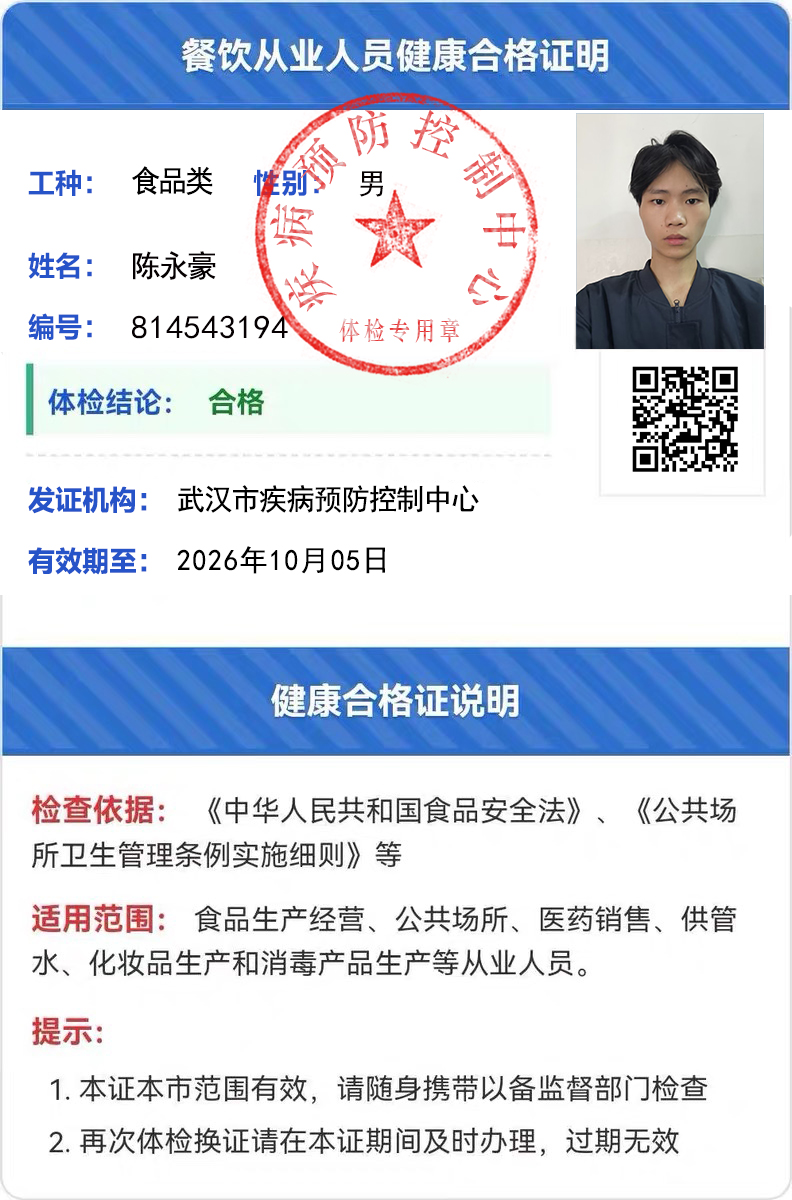 餐饮从业人员健康合格证明
工种： 食品类 性别： 男
姓名： 陈永豪
编号： 814543194
疾病预防控制中心
体检专用章
体检结论： 合格
发证机构： 武汉市疾病预防控制中心
有效期至： 2026年10月05日
健康合格证说明
检查依据： 《中华人民共和国食品安全法》、《公共场
所卫生管理条例实施细则》等
适用范围： 食品生产经营、公共场所、医药销售、供管
水、化妆品生产和消毒产品生产等从业人员。
提示：
1. 本证本市范围有效，请随身携带以备监督部门检查
2. 再次体检换证请在本证期间及时办理，过期无效